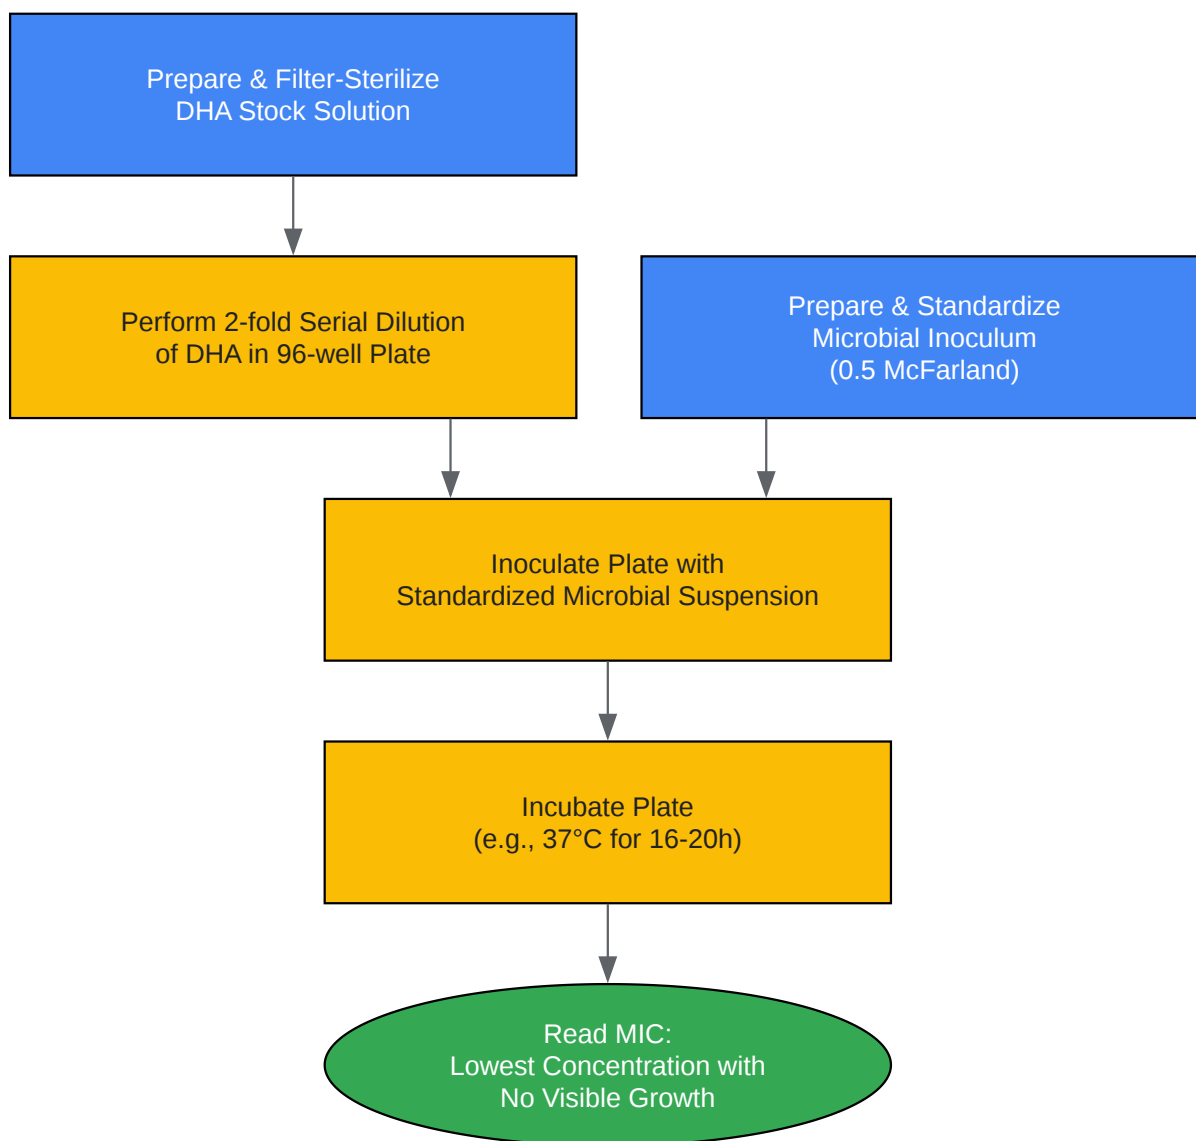 Prepare & Filter-Sterilize
DHA Stock Solution
Perform 2-fold Serial Dilution
of DHA in 96-well Plate
Prepare & Standardize
Microbial Inoculum
(0.5 McFarland)
Inoculate Plate with
Standardized Microbial Suspension
Incubate Plate
(e.g., 37°C for 16-20h)
Read MIC:
Lowest Concentration with
No Visible Growth